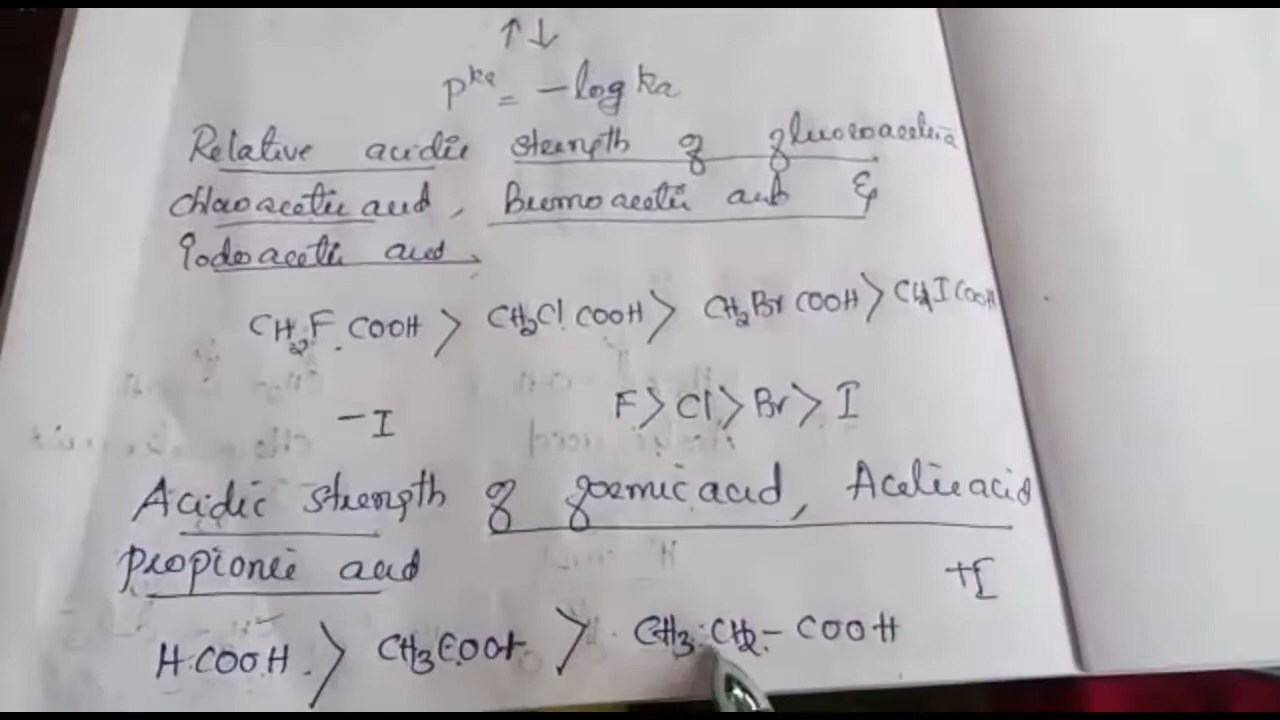 ↑↓
pka = -log ka
Relative acidic strength of fluoroacetic
chloroacetic acid, Bromoacetic acid &
Iodoacetic acid,
CH₂F.COOH > CH₂Cl COOH > CH₂Br COOH > CH₂I COOH
-I F > Cl > Br > I
Acidic strength of formic acid, Acetic acid
propionic acid +I
H.COOH. > CH₃COOH > CH₃.CH₂-COOH